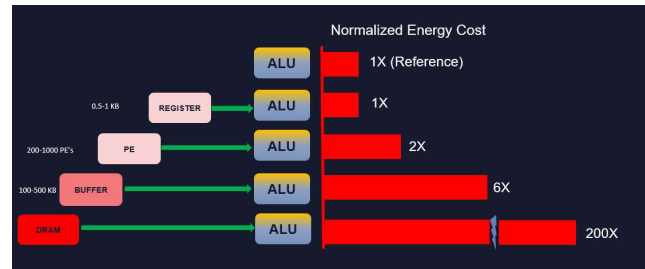 Normalized Energy Cost
ALU
1X (Reference)
0.5-1 KB
REGISTER
ALU
1X
200-1000 PE's
PE
ALU
2X
100-500 KB
BUFFER
ALU
6X
DRAM
ALU
200X